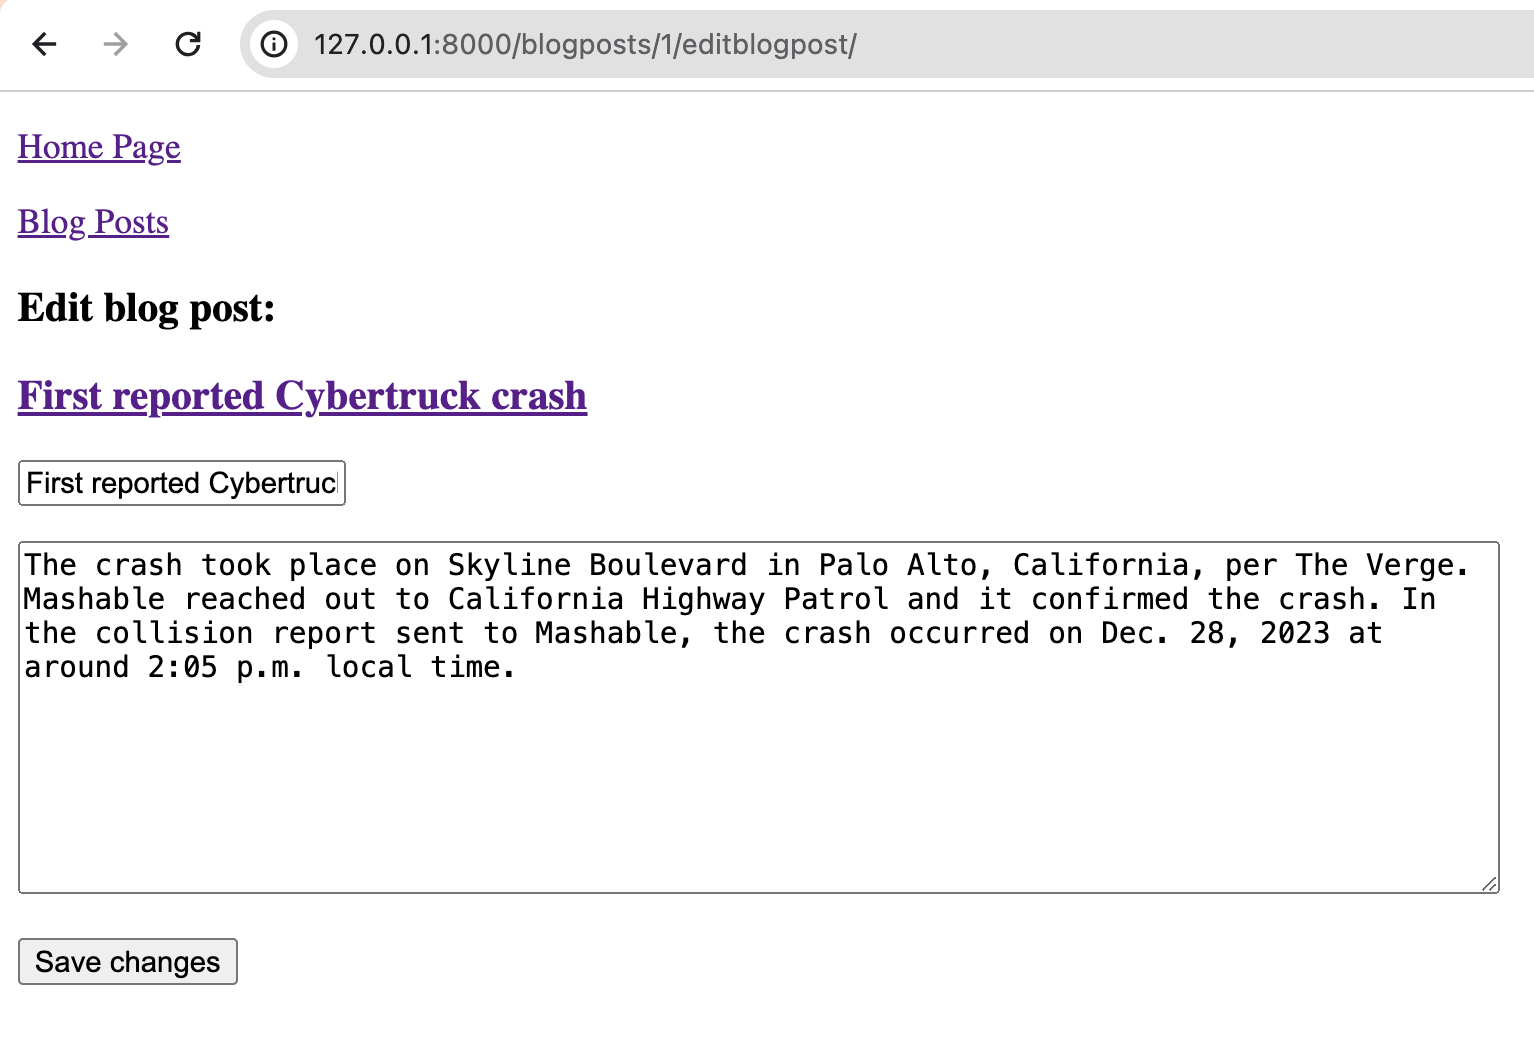 127.0.0.1:8000/blogposts/1/editblogpost/
Home Page
Blog Posts
Edit blog post:
First reported Cybertruck crash
First reported Cybertruc
The crash took place on Skyline Boulevard in Palo Alto, California, per The Verge.
Mashable reached out to California Highway Patrol and it confirmed the crash. In
the collision report sent to Mashable, the crash occurred on Dec. 28, 2023 at
around 2:05 p.m. local time.
Save changes